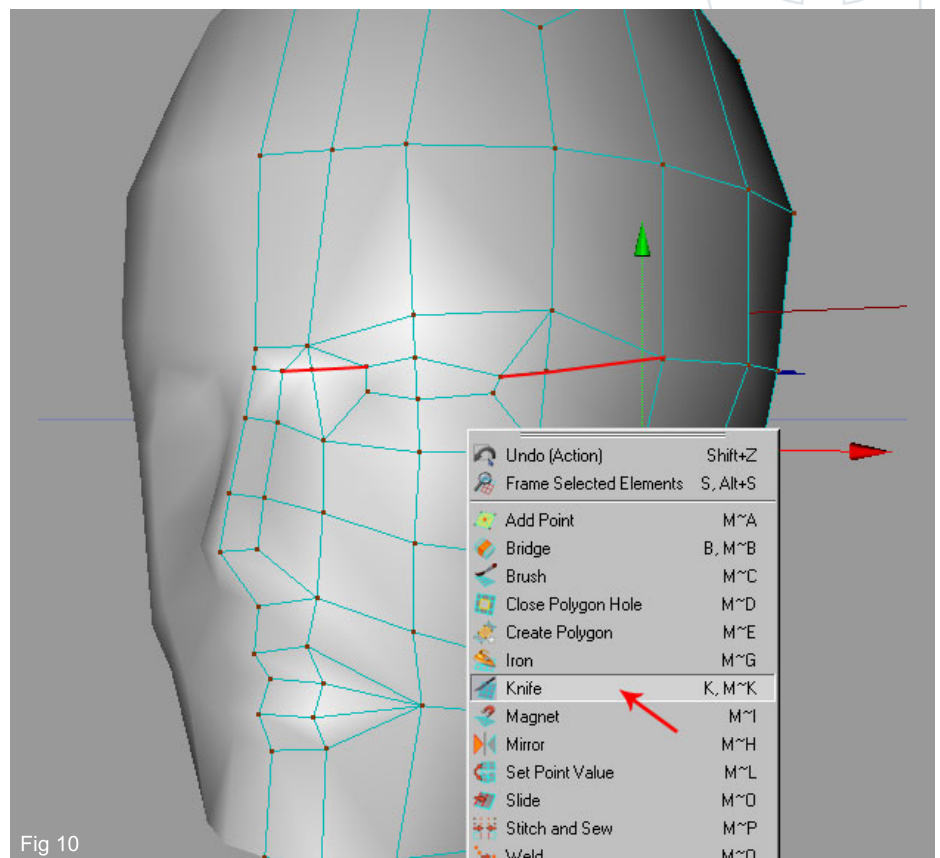 Undo (Action) Shift+Z
Frame Selected Elements S, Alt+S
Add Point M~A
Bridge B, M~B
Brush M~C
Close Polygon Hole M~D
Create Polygon M~E
Iron M~G
Knife K, M~K
Magnet M~I
Mirror M~H
Set Point Value M~L
Slide M~O
Stitch and Sew M~P
Weld M~Q
Fig 10